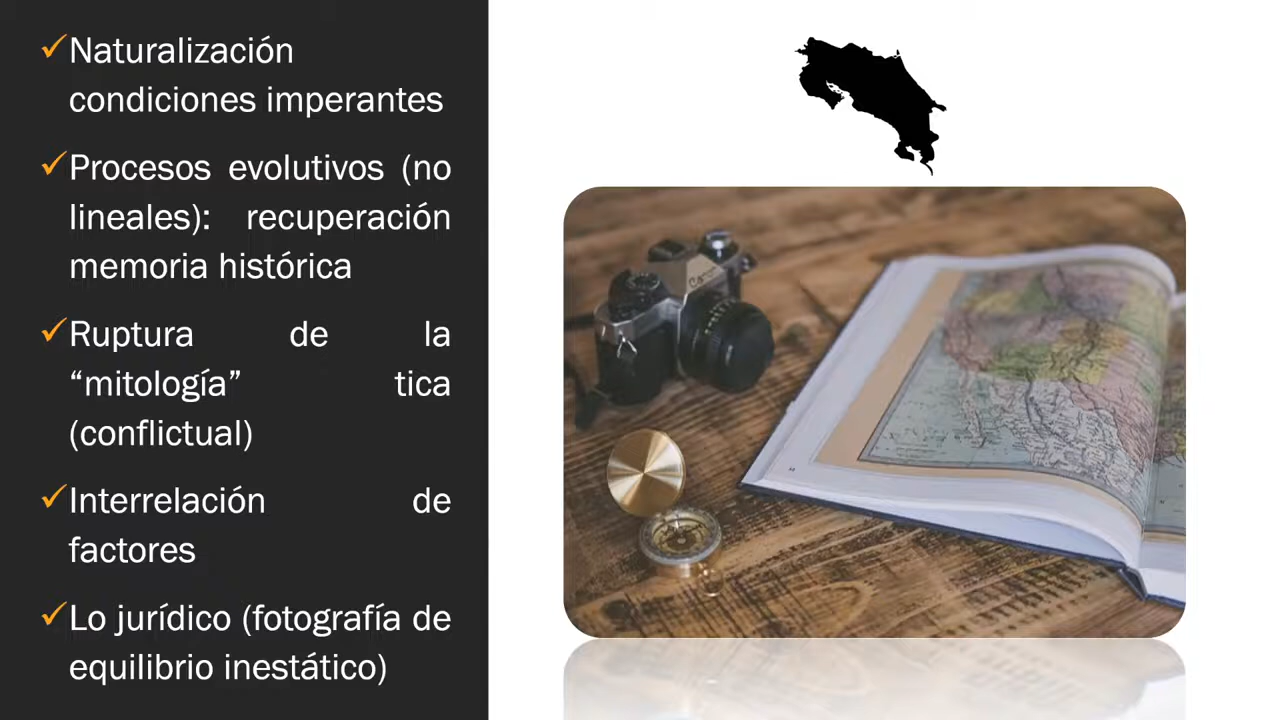 ✓Naturalización
condiciones imperantes
✓Procesos evolutivos (no
lineales): recuperación
memoria histórica
✓Ruptura de la
“mitología” tica
(conflictual)
✓Interrelación de
factores
✓Lo jurídico (fotografía de
equilibrio inestático)
Canon